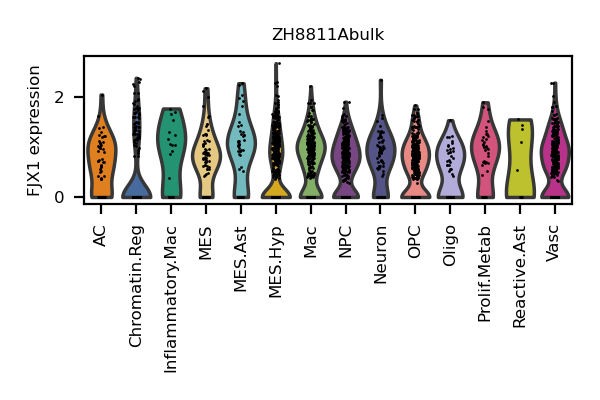 ZH8811Abulk
FJX1 expression
2
0
AC
Chromatin.Reg
Inflammatory.Mac
MES
MES.Ast
MES.Hyp
Mac
NPC
Neuron
OPC
Oligo
Prolif.Metab
Reactive.Ast
Vasc